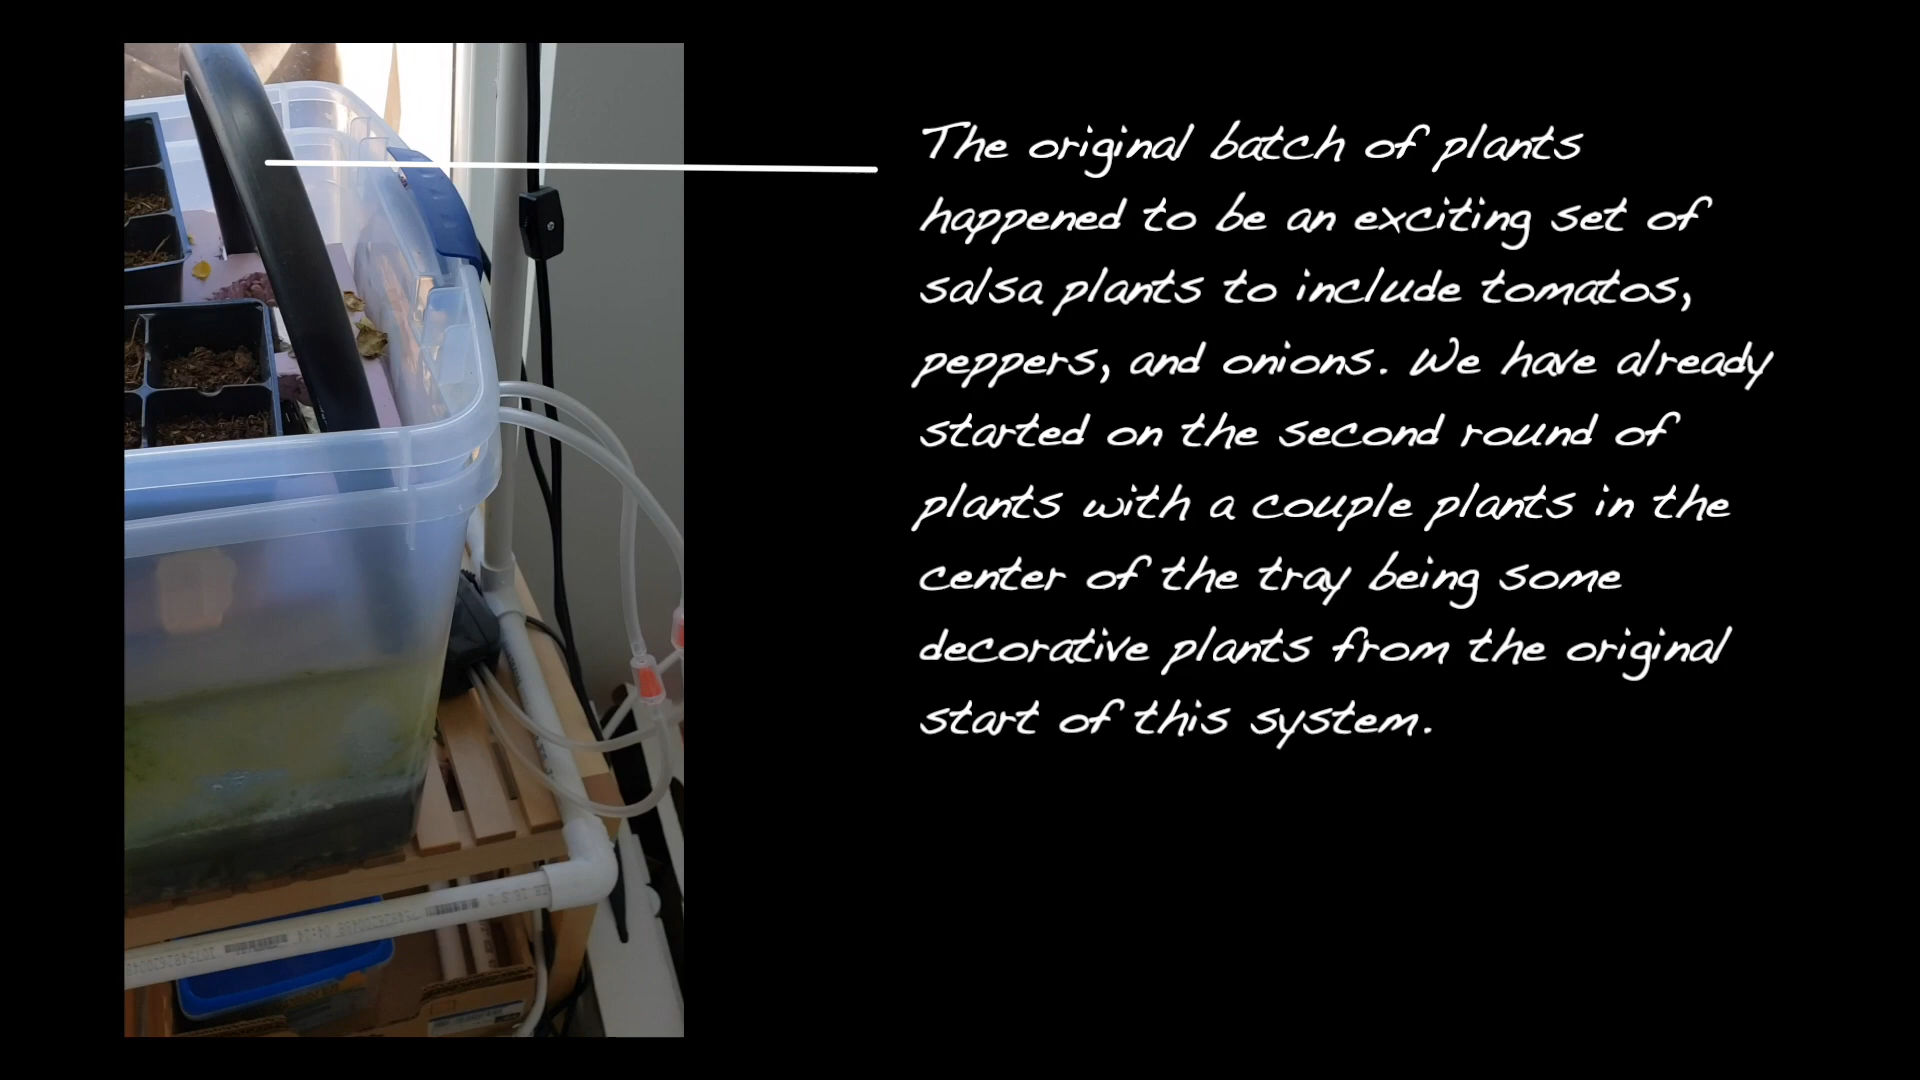 The original batch of plants
happened to be an exciting set of
salsa plants to include tomatos,
peppers, and onions. We have already
started on the second round of
plants with a couple plants in the
center of the tray being some
decorative plants from the original
start of this system.